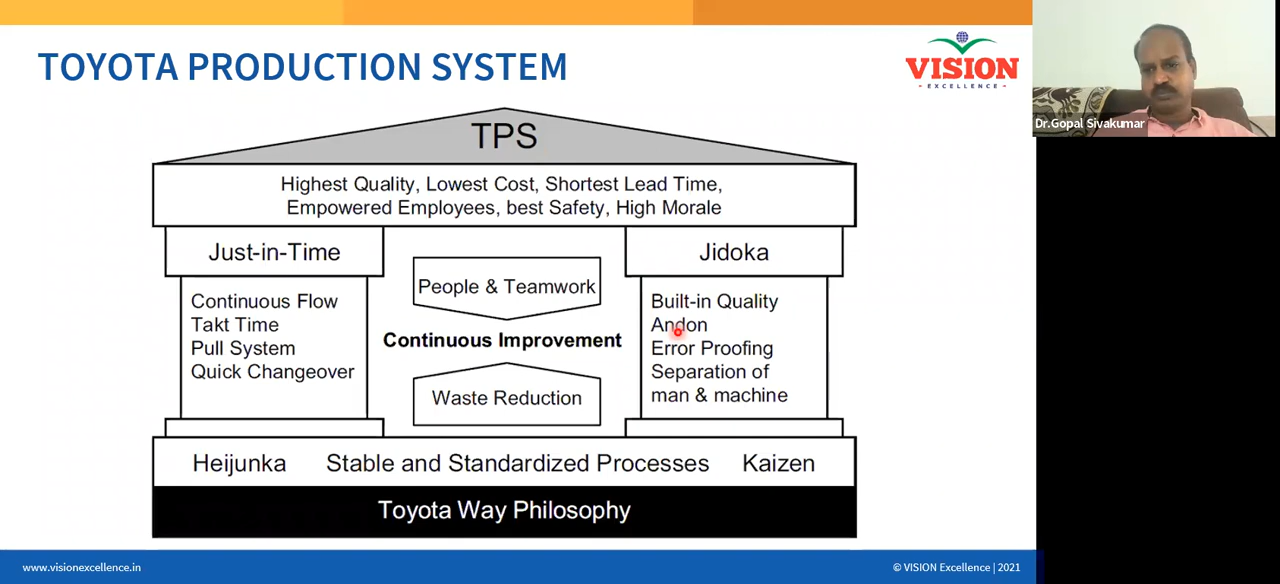 TOYOTA PRODUCTION SYSTEM
VISION
- EXCELLENCE -
Dr.Gopal Sivakumar
TPS
Highest Quality, Lowest Cost, Shortest Lead Time,
Empowered Employees, best Safety, High Morale
Just-in-Time
Continuous Flow
Takt Time
Pull System
Quick Changeover
People & Teamwork
Continuous Improvement
Waste Reduction
Jidoka
Built-in Quality
Andon
Error Proofing
Separation of
man & machine
Heijunka Stable and Standardized Processes Kaizen
Toyota Way Philosophy
www.visionexcellence.in © VISION Excellence | 2021